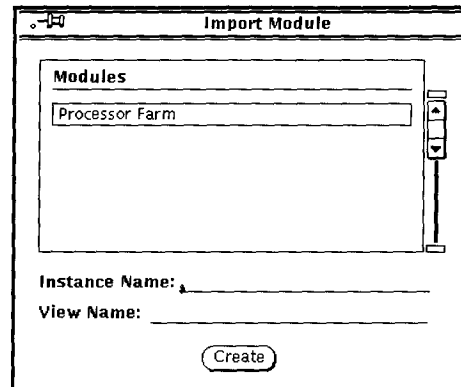 Import Module
Modules
Processor Farm
Instance Name:
View Name:
Create